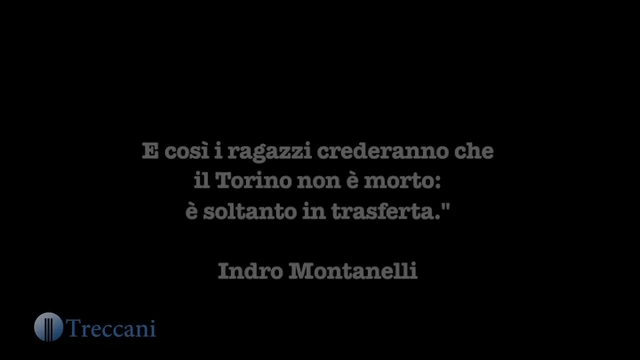 E così i ragazzi crederanno che
il Torino non è morto:
è soltanto in trasferta."
Indro Montanelli
Treccani